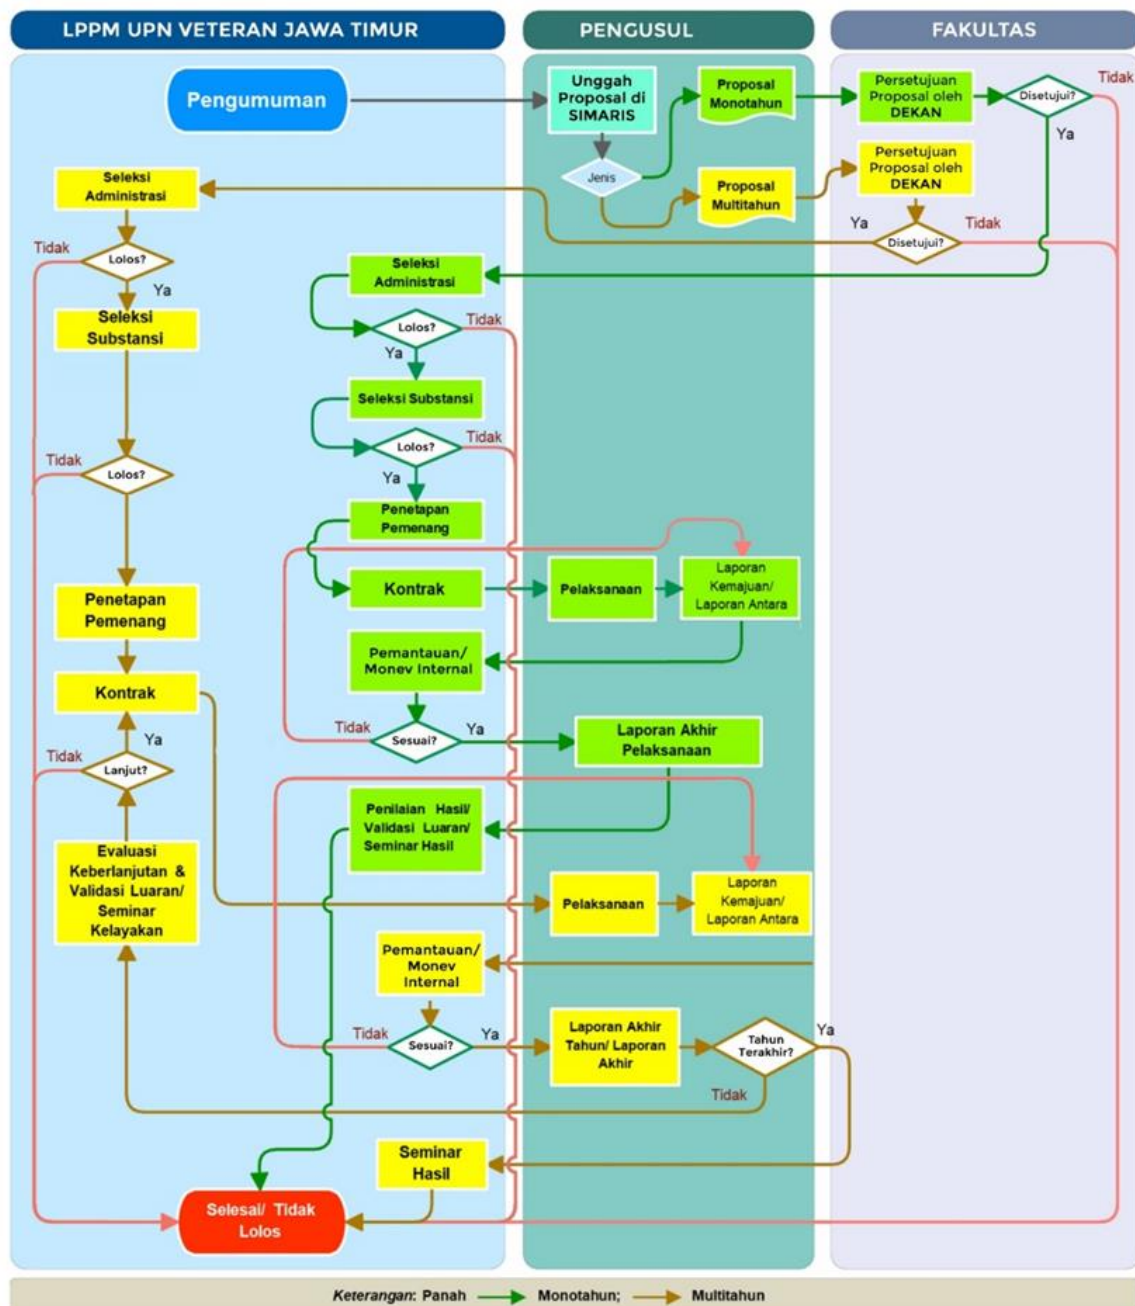 LPPM UPN VETERAN JAWA TIMUR
PENGUSUL
FAKULTAS
Pengumuman
Unggah
Proposal di
SIMARIS
Jenis
Proposal
Monotahun
Proposal
Multitahun
Persetujuan
Proposal oleh
DEKAN
Disetujui?
Tidak
Ya
Persetujuan
Proposal oleh
DEKAN
Ya
Disetujui?
Tidak
Seleksi
Administrasi
Tidak
Lolos?
Ya
Seleksi
Substansi
Tidak
Lolos?
Penetapan
Pemenang
Kontrak
Ya
Tidak
Lanjut?
Evaluasi
Keberlanjutan &
Validasi Luaran/
Seminar
Kelayakan
Seleksi
Administrasi
Lolos?
Tidak
Ya
Seleksi Substansi
Lolos?
Tidak
Ya
Penetapan
Pemenang
Kontrak
Pelaksanaan
Laporan
Kemajuan/
Laporan Antara
Pemantauan/
Monev Internal
Tidak
Sesuai?
Ya
Laporan Akhir
Pelaksanaan
Penilaian Hasil/
Validasi Luaran/
Seminar Hasil
Pelaksanaan
Laporan
Kemajuan/
Laporan Antara
Pemantauan/
Monev
Internal
Tidak
Sesuai?
Ya
Laporan Akhir
Tahun/ Laporan
Akhir
Tahun
Terakhir?
Ya
Tidak
Seminar
Hasil
Selesai/ Tidak
Lolos
Keterangan: Panah Monotahun; Multitahun